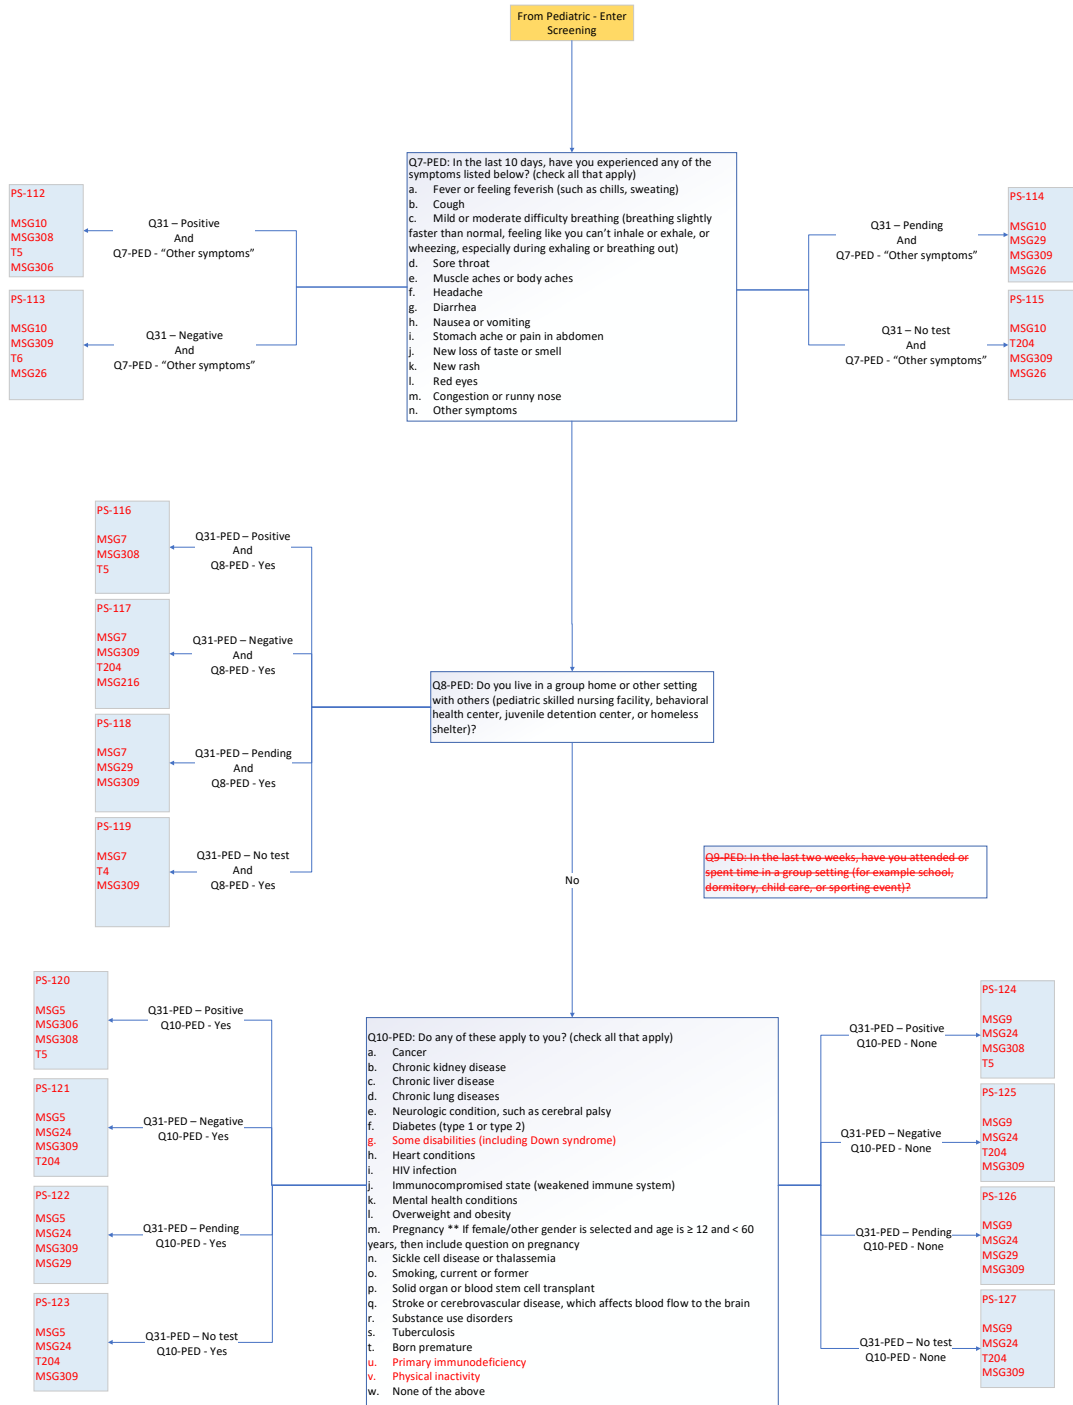 From Pediatric - Enter
Screening
Q7-PED: In the last 10 days, have you experienced any of the
symptoms listed below? (check all that apply)
a. Fever or feeling feverish (such as chills, sweating)
b. Cough
c. Mild or moderate difficulty breathing (breathing slightly
faster than normal, feeling like you can't inhale or exhale, or
wheezing, especially during exhaling or breathing out)
d. Sore throat
e. Muscle aches or body aches
f. Headache
g. Diarrhea
h. Nausea or vomiting
i. Stomach ache or pain in abdomen
j. New loss of taste or smell
k. New rash
l. Red eyes
m. Congestion or runny nose
n. Other symptoms
PS-112
MSG10
MSG308
T5
MSG306
Q31 – Positive
And
Q7-PED - "Other symptoms"
PS-113
MSG10
MSG309
T6
MSG26
Q31 – Negative
And
Q7-PED - "Other symptoms"
Q31 – Pending
And
Q7-PED - "Other symptoms"
PS-114
MSG10
MSG29
MSG309
MSG26
Q31 – No test
And
Q7-PED - "Other symptoms"
PS-115
MSG10
T204
MSG309
MSG26
PS-116
MSG7
MSG308
T5
Q31-PED – Positive
And
Q8-PED - Yes
PS-117
MSG7
MSG309
T204
MSG216
Q31-PED – Negative
And
Q8-PED - Yes
PS-118
MSG7
MSG29
MSG309
Q31-PED – Pending
And
Q8-PED - Yes
PS-119
MSG7
T4
MSG309
Q31-PED – No test
And
Q8-PED - Yes
Q8-PED: Do you live in a group home or other setting
with others (pediatric skilled nursing facility, behavioral
health center, juvenile detention center, or homeless
shelter)?
No
Q9-PED: In the last two weeks, have you attended or
spent time in a group setting (for example school,
dormitory, child care, or sporting event)?
PS-120
MSG5
MSG306
MSG308
T5
Q31-PED – Positive
Q10-PED - Yes
PS-121
MSG5
MSG24
MSG309
T204
Q31-PED – Negative
Q10-PED - Yes
PS-122
MSG5
MSG24
MSG309
MSG29
Q31-PED – Pending
Q10-PED - Yes
PS-123
MSG5
MSG24
T204
MSG309
Q31-PED – No test
Q10-PED - Yes
Q10-PED: Do any of these apply to you? (check all that apply)
a. Cancer
b. Chronic kidney disease
c. Chronic liver disease
d. Chronic lung diseases
e. Neurologic condition, such as cerebral palsy
f. Diabetes (type 1 or type 2)
g. Some disabilities (including Down syndrome)
h. Heart conditions
i. HIV infection
j. Immunocompromised state (weakened immune system)
k. Mental health conditions
l. Overweight and obesity
m. Pregnancy ** If female/other gender is selected and age is ≥ 12 and < 60
years, then include question on pregnancy
n. Sickle cell disease or thalassemia
o. Smoking, current or former
p. Solid organ or blood stem cell transplant
q. Stroke or cerebrovascular disease, which affects blood flow to the brain
r. Substance use disorders
s. Tuberculosis
t. Born premature
u. Primary immunodeficiency
v. Physical inactivity
w. None of the above
Q31-PED – Positive
Q10-PED - None
PS-124
MSG9
MSG24
MSG308
T5
Q31-PED – Negative
Q10-PED - None
PS-125
MSG9
MSG24
T204
MSG309
Q31-PED – Pending
Q10-PED - None
PS-126
MSG9
MSG24
MSG29
MSG309
Q31-PED – No test
Q10-PED - None
PS-127
MSG9
MSG24
T204
MSG309